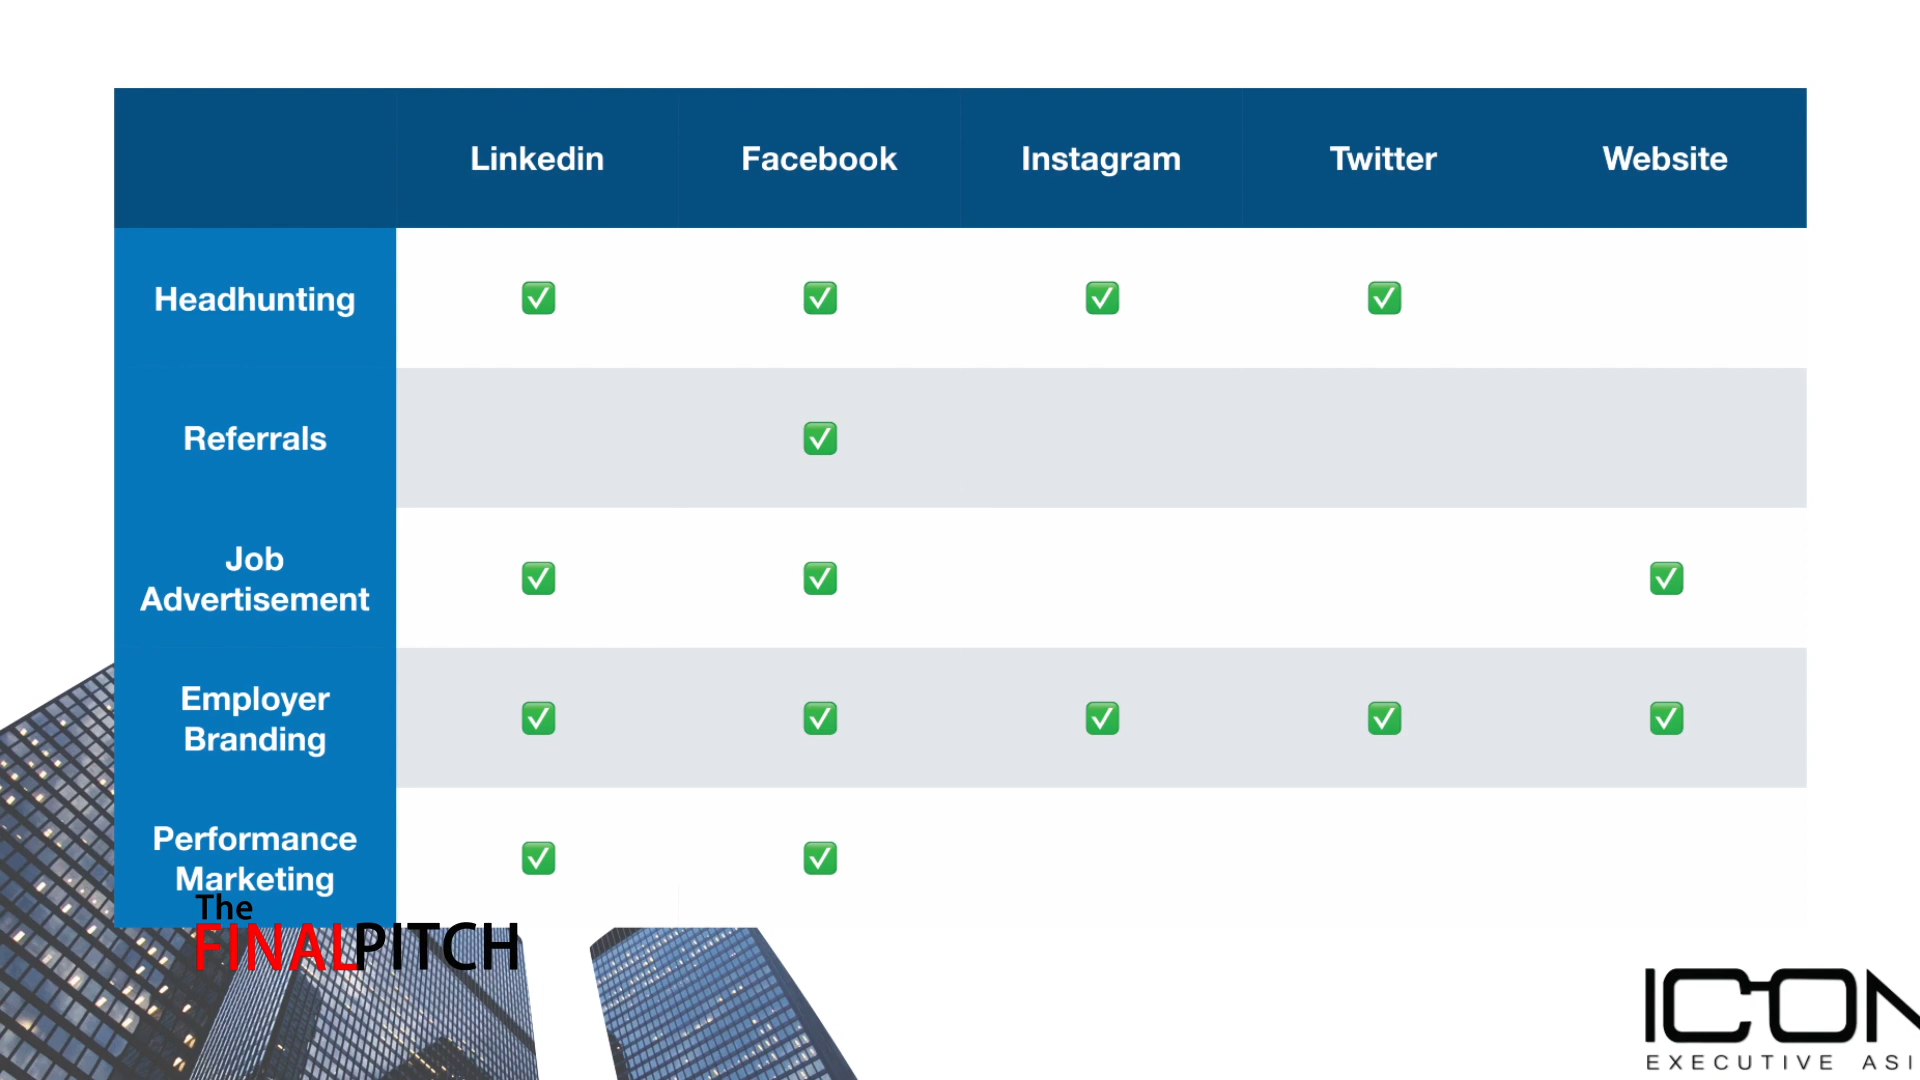 Linkedin Facebook Instagram Twitter Website
Headhunting ✅ ✅ ✅ ✅
Referrals ✅
Job
Advertisement ✅ ✅ ✅
Employer
Branding ✅ ✅ ✅ ✅ ✅
Performance
Marketing ✅ ✅
The
FINALPITCH
ICON
EXECUTIVE ASI